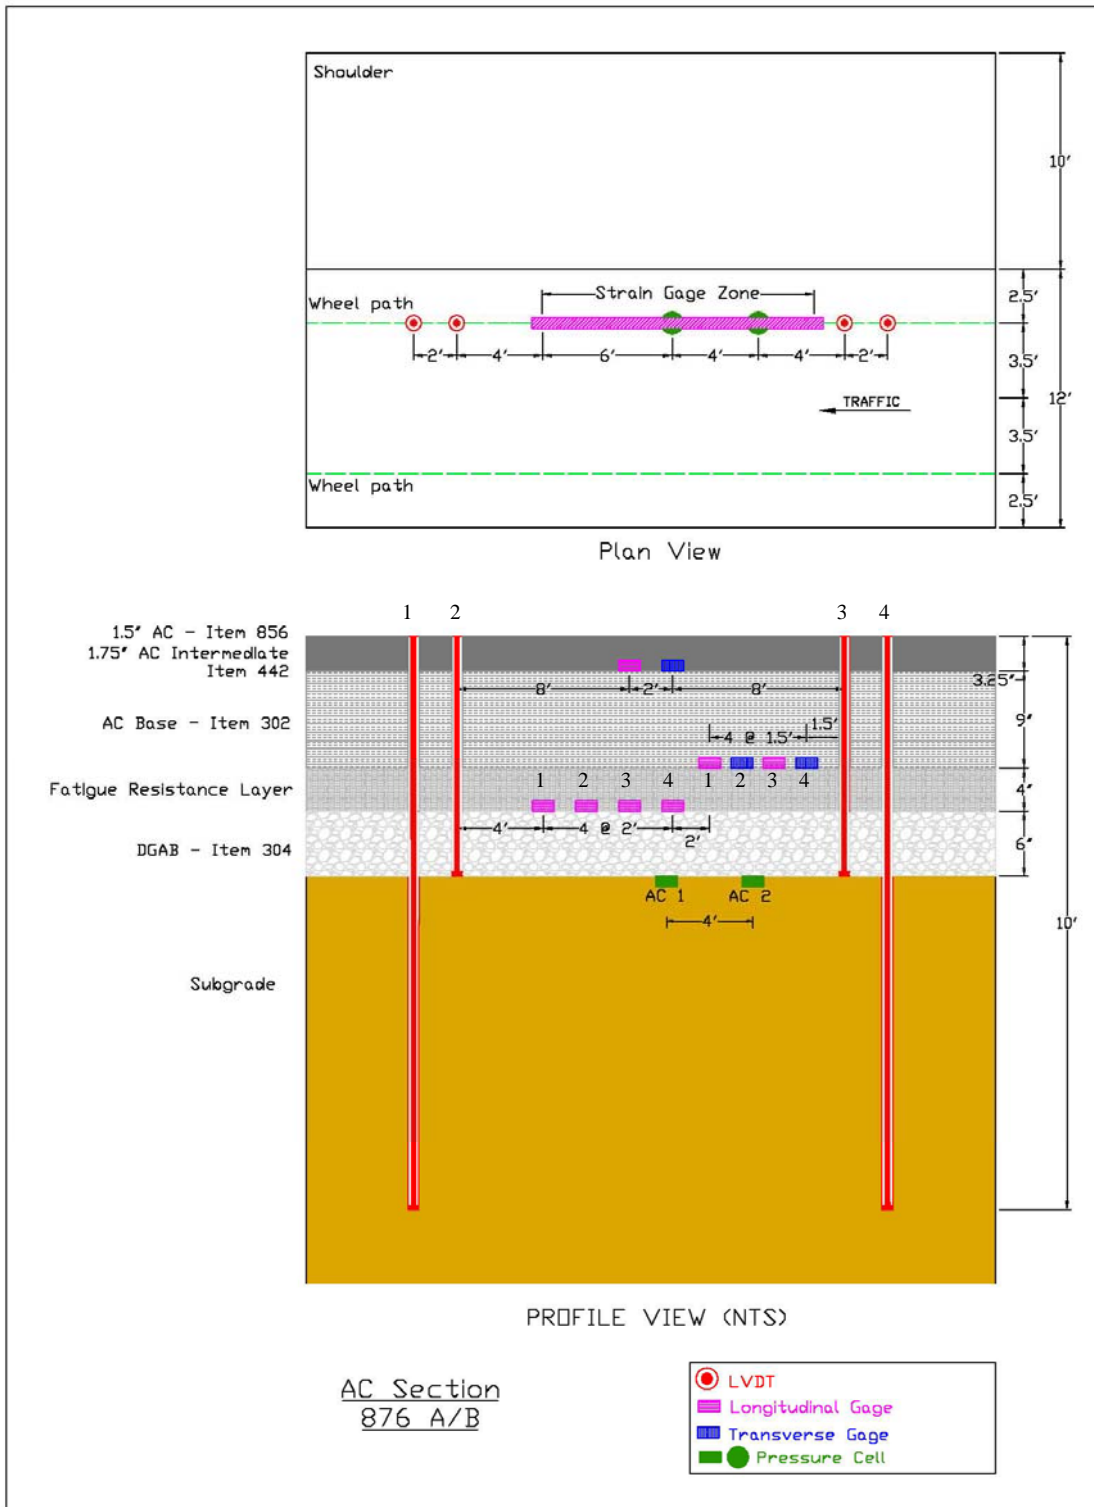 Shoulder
10'
Strain Gage Zone
2.5'
Wheel path
2'
4'
6'
4'
4'
2'
3.5'
12'
TRAFFIC
3.5'
Wheel path
2.5'
Plan View
1 2 3 4
1.5" AC - Item 856
1.75" AC Intermediate
Item 442
3.25"
8'
2'
8'
AC Base - Item 302
1.5'
4 @ 1.5'
9"
1 2 3 4
1 2 3 4
Fatigue Resistance Layer
4"
4'
4 @ 2'
2'
DGAB - Item 304
6"
AC 1
AC 2
4'
10'
Subgrade
PROFILE VIEW (NTS)
AC Section
876 A/B
LVDT
Longitudinal Gage
Transverse Gage
Pressure Cell